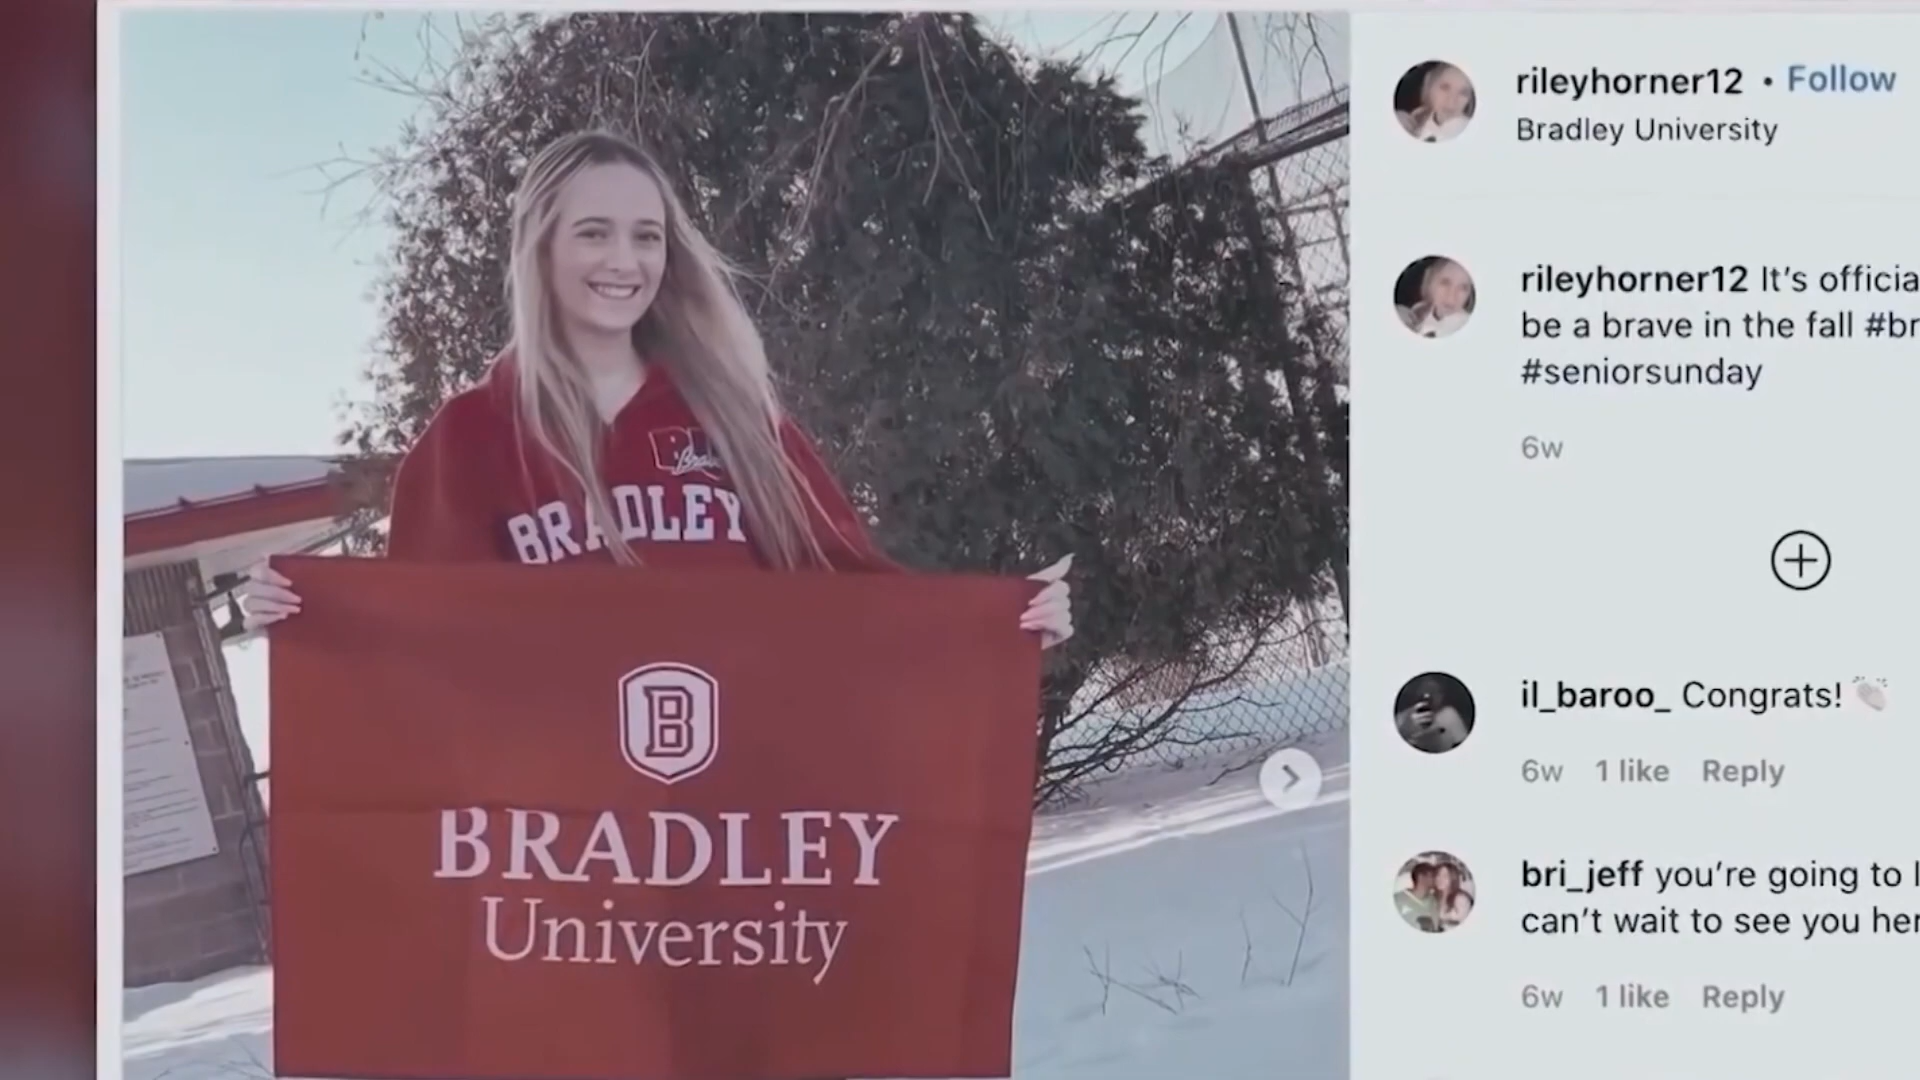 rileyhorner12 • Follow
Bradley University
rileyhorner12 It's officia
be a brave in the fall #br
#seniorsunday
6w
il_baroo_ Congrats! 👏🏻
6w 1 like Reply
bri_jeff you're going to l
can't wait to see you her
6w 1 like Reply
BRADLEY
B
BRADLEY
University